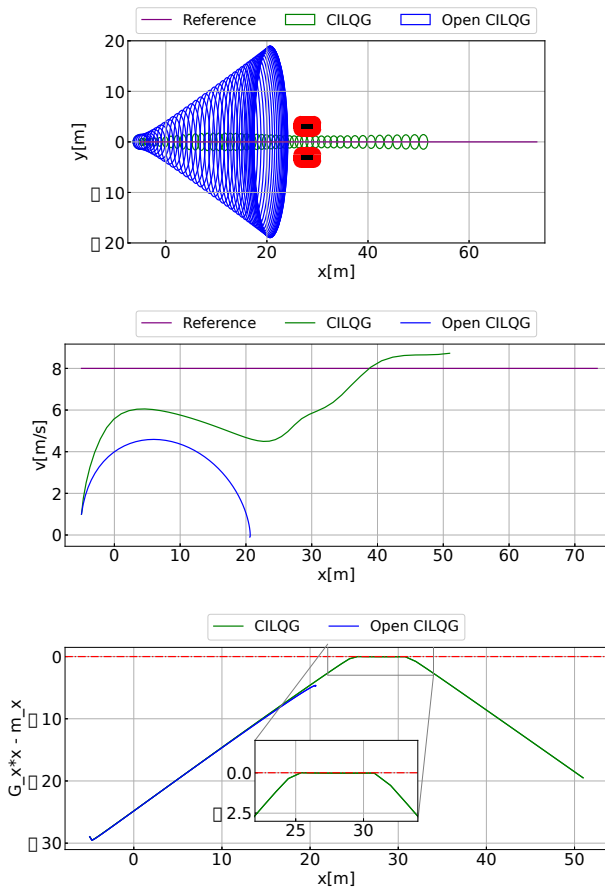 Reference CILQG Open CILQG
20
10
0
▯10
▯20
y[m]
0 20 40 60
x[m]
Reference CILQG Open CILQG
8
6
4
2
0
v[m/s]
0 10 20 30 40 50 60 70
x[m]
CILQG Open CILQG
0
▯10
▯20
▯30
G_x*x - m_x
0.0
▯2.5
25 30
0 10 20 30 40 50
x[m]